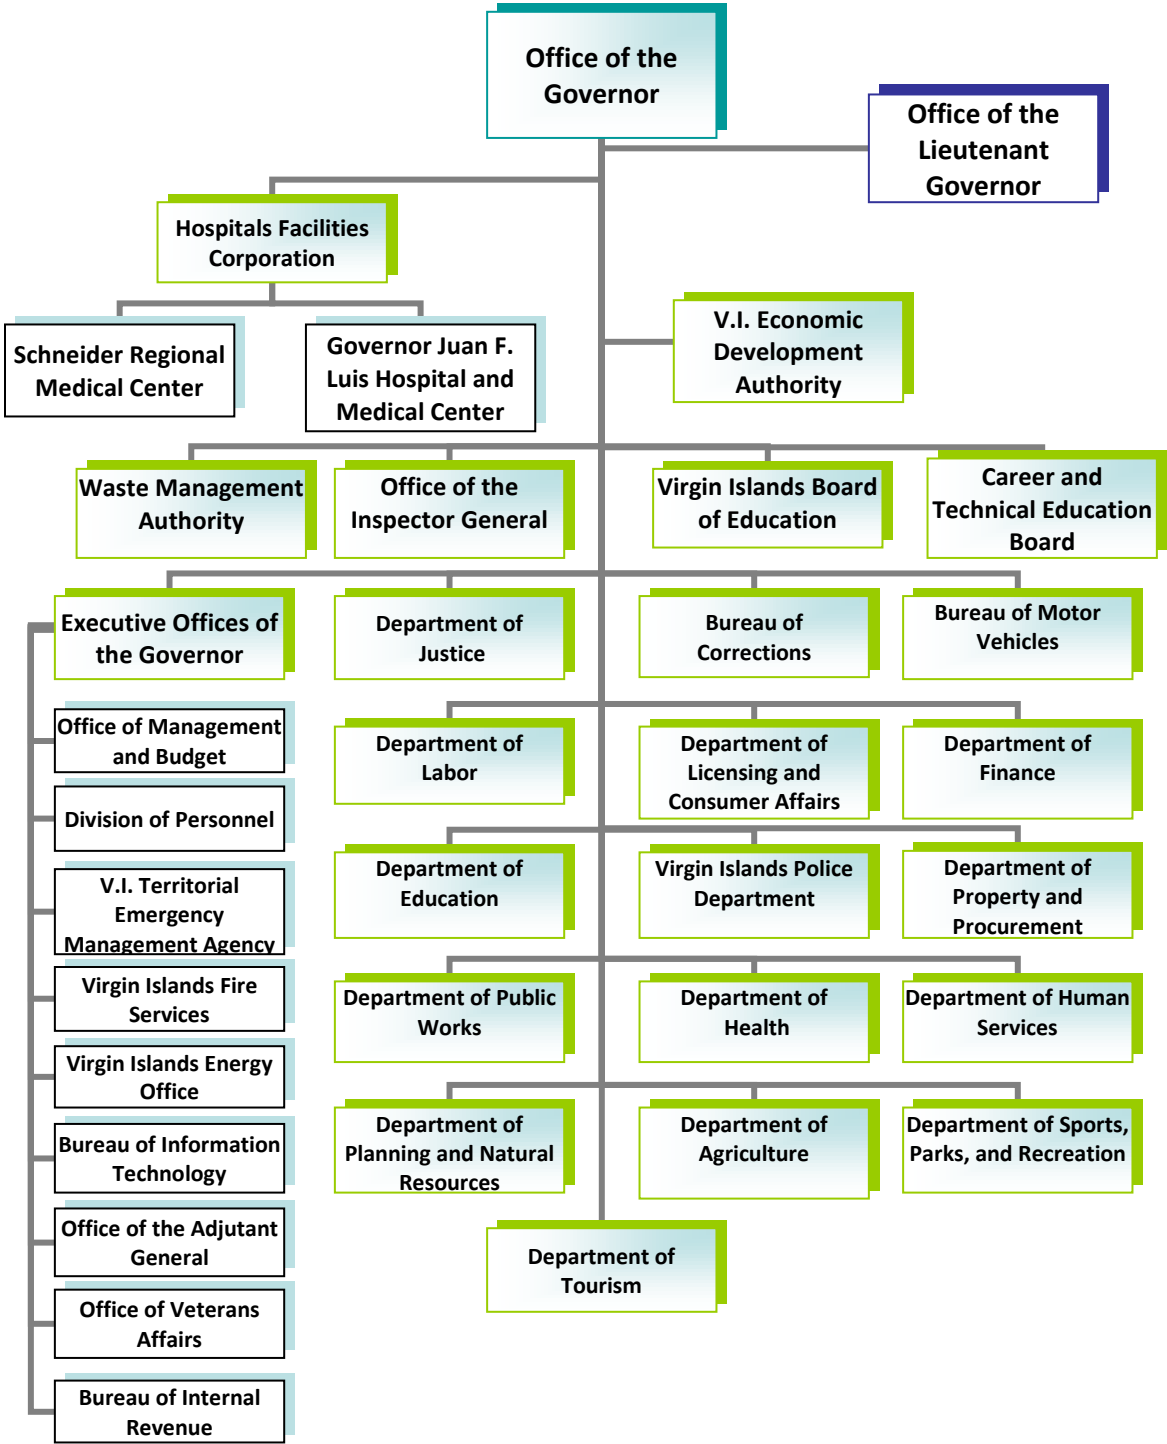 Office of the
Governor
Office of the
Lieutenant
Governor
Hospitals Facilities
Corporation
Schneider Regional
Medical Center
Governor Juan F.
Luis Hospital and
Medical Center
V.I. Economic
Development
Authority
Waste Management
Authority
Office of the
Inspector General
Virgin Islands Board
of Education
Career and
Technical Education
Board
Executive Offices of
the Governor
Department of
Justice
Bureau of
Corrections
Bureau of Motor
Vehicles
Office of Management
and Budget
Division of Personnel
V.I. Territorial
Emergency
Management Agency
Virgin Islands Fire
Services
Virgin Islands Energy
Office
Bureau of Information
Technology
Office of the Adjutant
General
Office of Veterans
Affairs
Bureau of Internal
Revenue
Department of
Labor
Department of
Licensing and
Consumer Affairs
Department of
Finance
Department of
Education
Virgin Islands Police
Department
Department of
Property and
Procurement
Department of Public
Works
Department of
Health
Department of Human
Services
Department of
Planning and Natural
Resources
Department of
Agriculture
Department of Sports,
Parks, and Recreation
Department of
Tourism